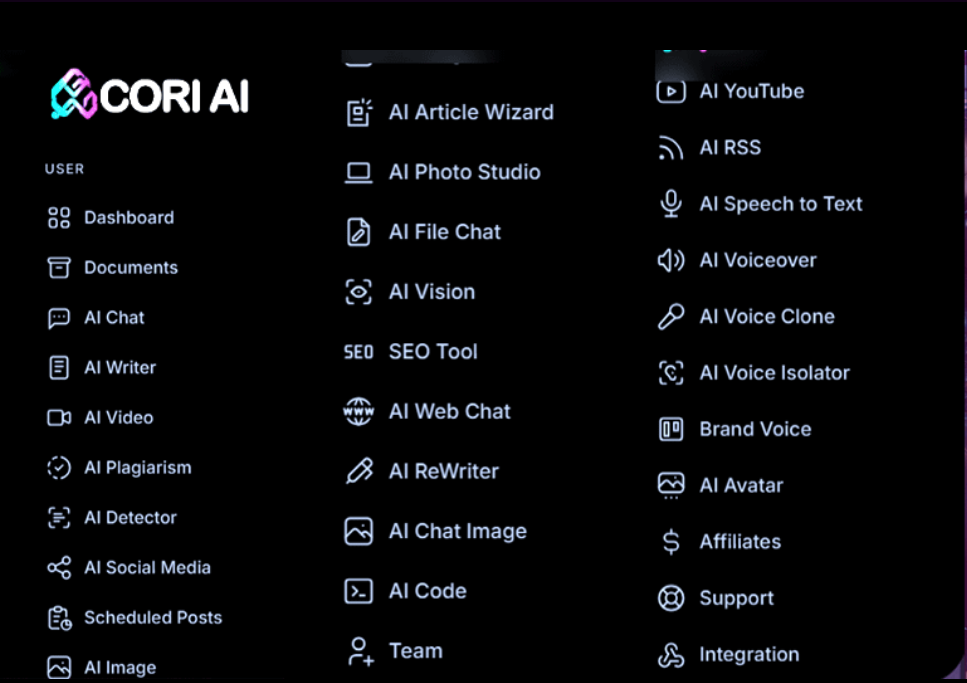 CORI AI
USER
Dashboard
Documents
AI Chat
AI Writer
AI Video
AI Plagiarism
AI Detector
AI Social Media
Scheduled Posts
AI Image
AI Article Wizard
AI Photo Studio
AI File Chat
AI Vision
SEO SEO Tool
WWW AI Web Chat
AI ReWriter
AI Chat Image
AI Code
Team
AI YouTube
AI RSS
AI Speech to Text
AI Voiceover
AI Voice Clone
AI Voice Isolator
Brand Voice
AI Avatar
Affiliates
Support
Integration